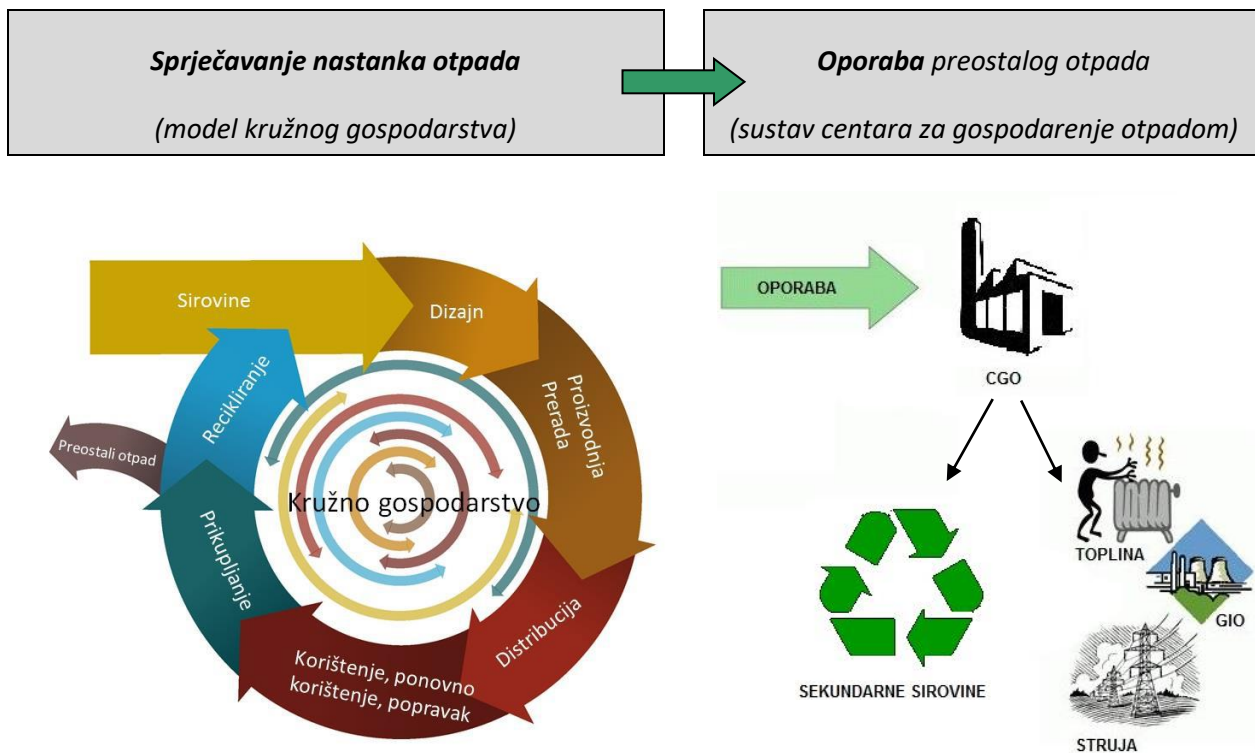 Sprječavanje nastanka otpada
(model kružnog gospodarstva)
Oporaba preostalog otpada
(sustav centara za gospodarenje otpadom)
Sirovine
Dizajn
Proizvodnja
Prerada
Distribucija
Korištenje, ponovno
korištenje, popravak
Prikupljanje
Recikliranje
Preostali otpad
Kružno gospodarstvo
OPORABA
CGO
TOPLINA
GIO
SEKUNDARNE SIROVINE
STRUJA